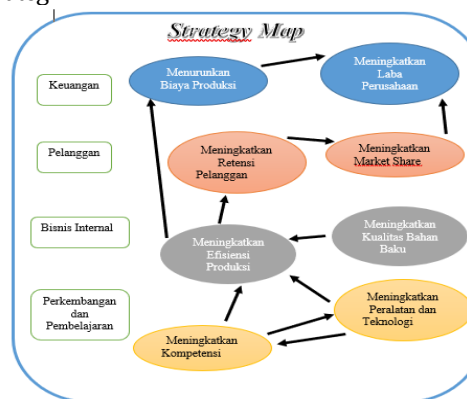 Strategy Map
Keuangan
Menurunkan
Biaya Produksi
Meningkatkan
Laba
Perusahaan
Pelanggan
Meningkatkan
Retensi
Pelanggan
Meningkatkan
Market Share
Bisnis Internal
Meningkatkan
Efisiensi
Produksi
Meningkatkan
Kualitas Bahan
Baku
Perkembangan
dan
Pembelajaran
Meningkatkan
Kompetensi
Meningkatkan
Peralatan dan
Teknologi